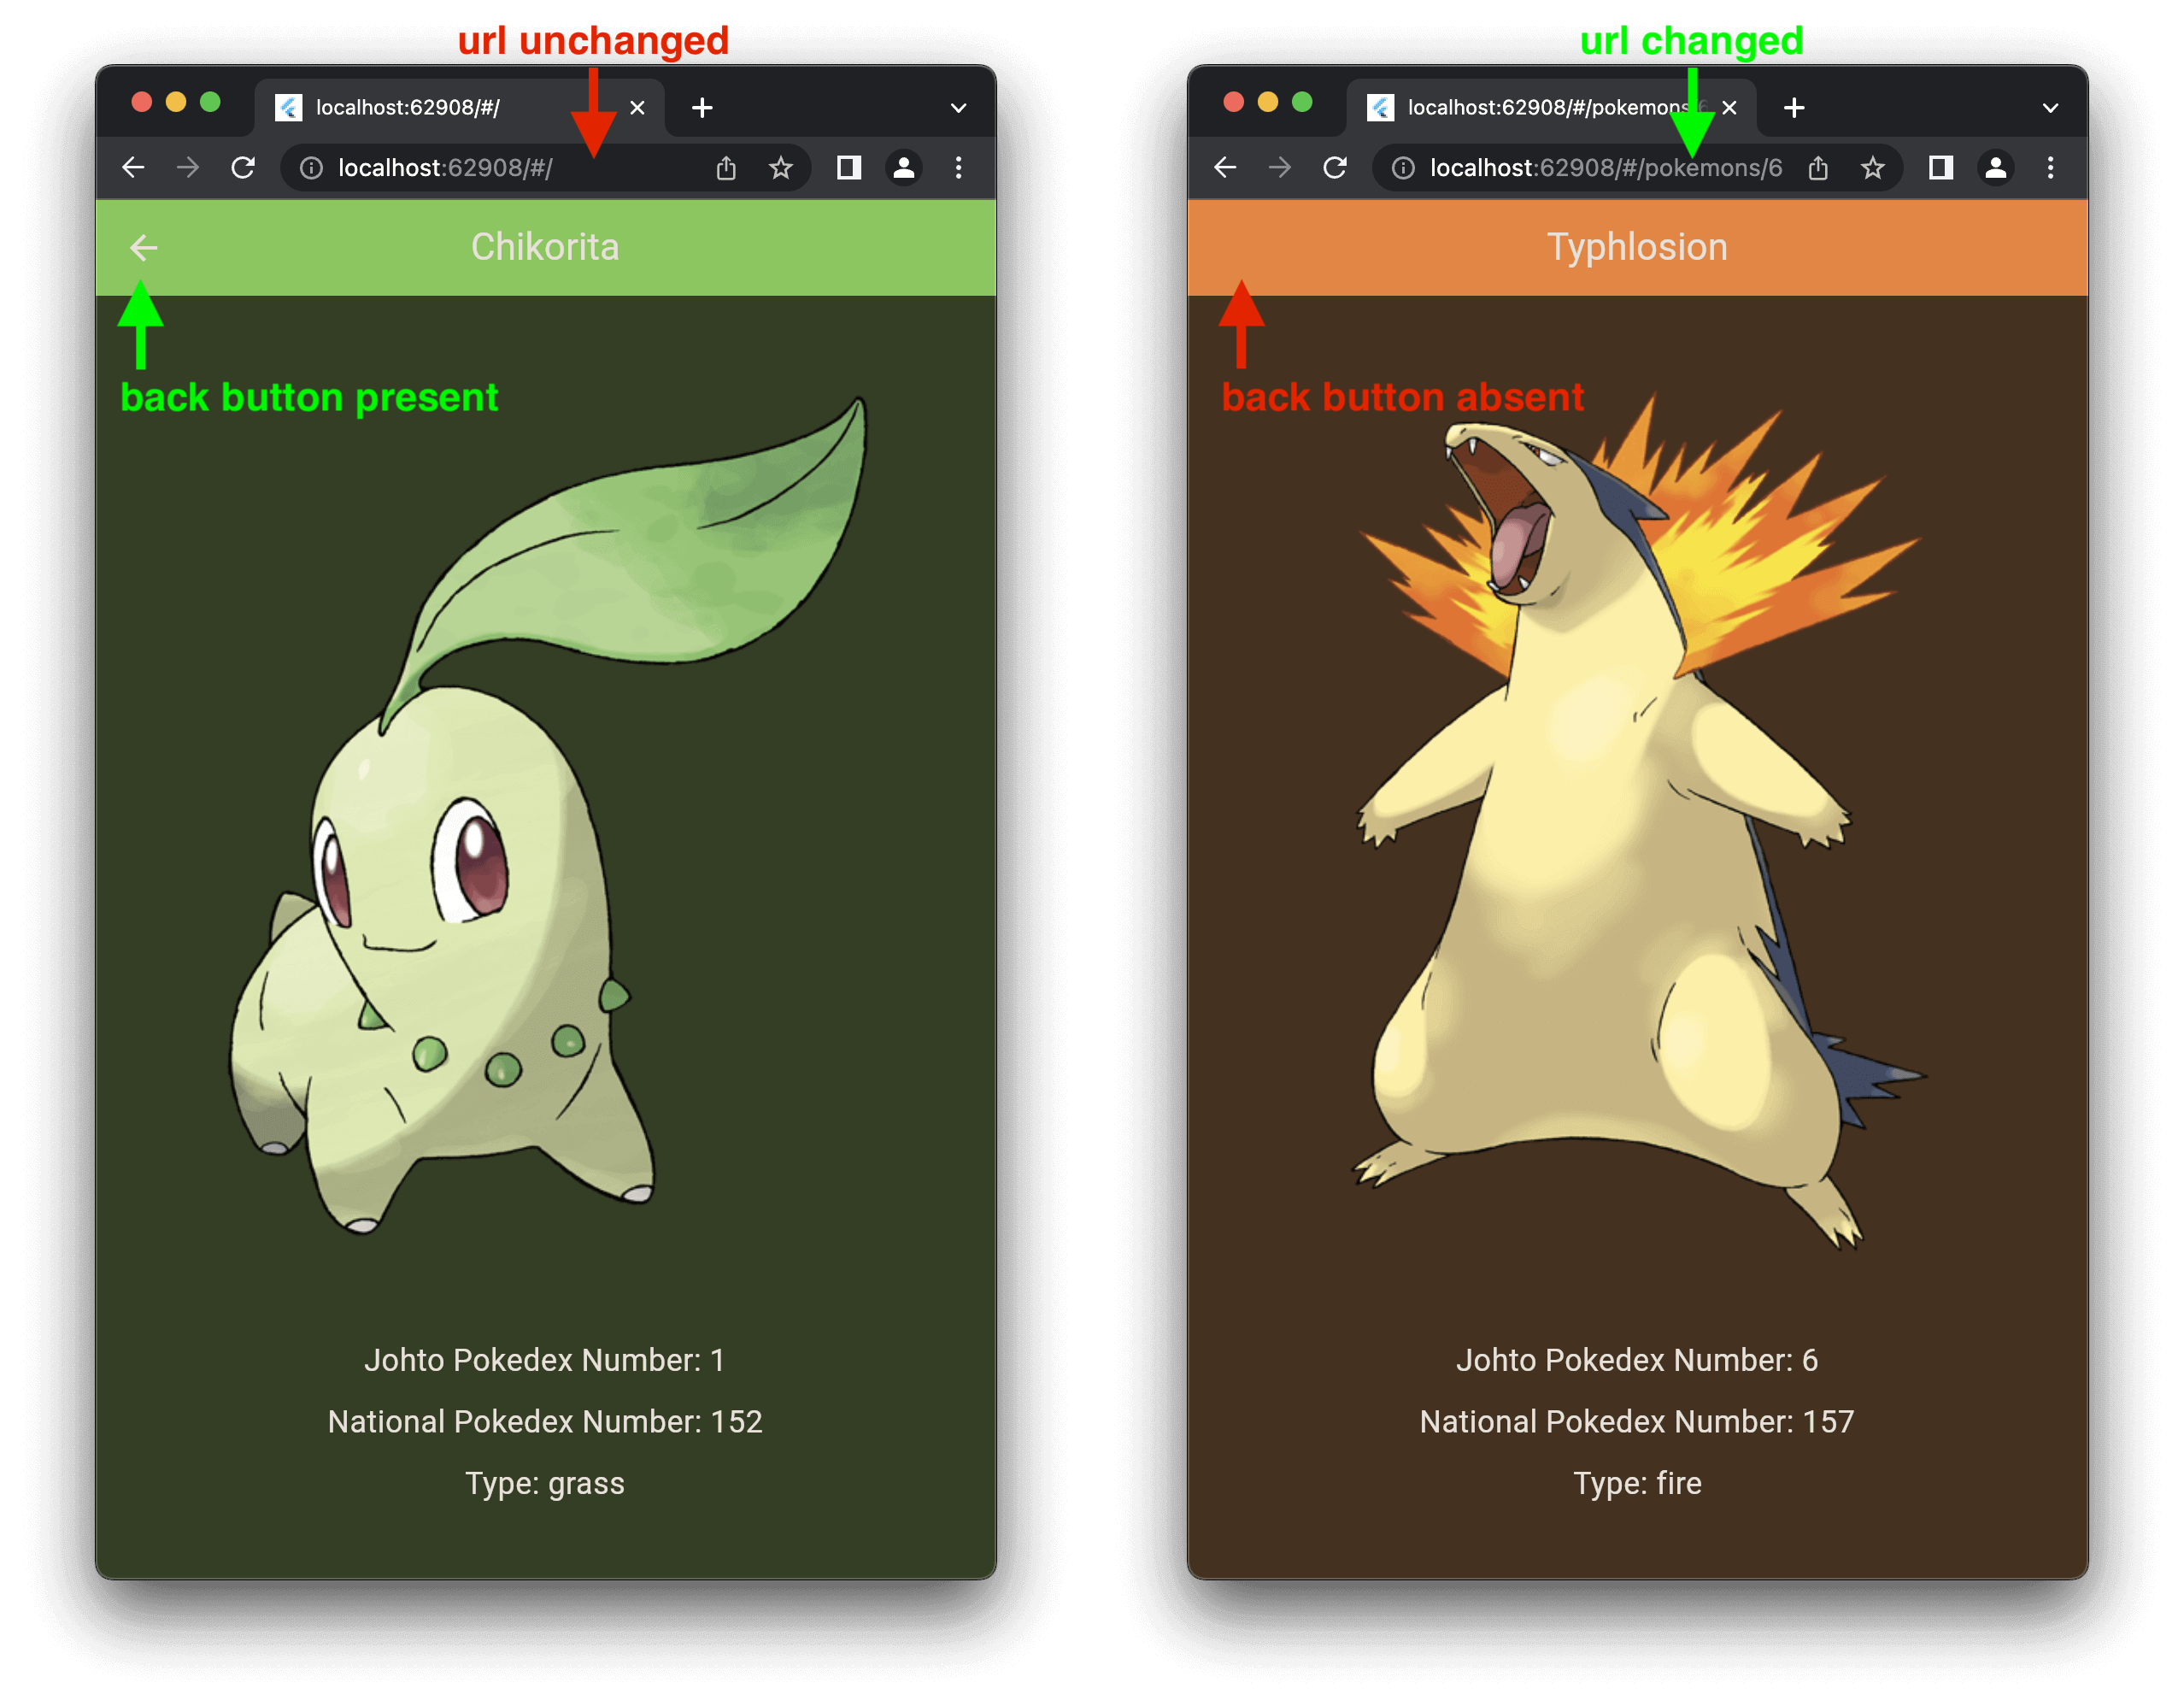 url unchanged
localhost:62908/#/
localhost:62908/#/
Chikorita
back button present
Johto Pokedex Number: 1
National Pokedex Number: 152
Type: grass
url changed
localhost:62908/#/pokemons/6
localhost:62908/#/pokemons/6
Typhlosion
back button absent
Johto Pokedex Number: 6
National Pokedex Number: 157
Type: fire